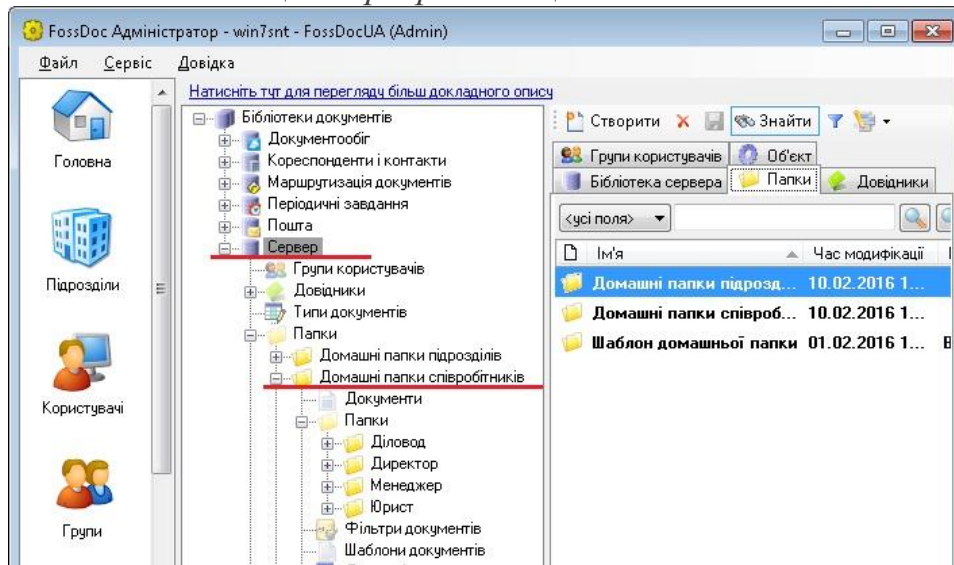 FossDoc Адміністратор - win7snt - FossDocUA (Admin)
Файл Сервіс Довідка
Натисніть тут для перегляду більш докладного опису
Головна
Підрозділи
Користувачі
Групи
Бібліотеки документів
Документообіг
Кореспонденти і контакти
Маршрутизація документів
Періодичні завдання
Пошта
Сервер
Групи користувачів
Довідники
Типи документів
Папки
Домашні папки підрозділів
Домашні папки співробітників
Документи
Папки
Діловод
Директор
Менеджер
Юрист
Фільтри документів
Шаблони документів
Створити Знайти
Групи користувачів Об'єкт
Бібліотека сервера Папки Довідники
<усі поля>
Ім'я Час модифікації
Домашні папки підрозд... 10.02.2016 1...
Домашні папки співроб... 10.02.2016 1...
Шаблон домашньої папки 01.02.2016 1... В